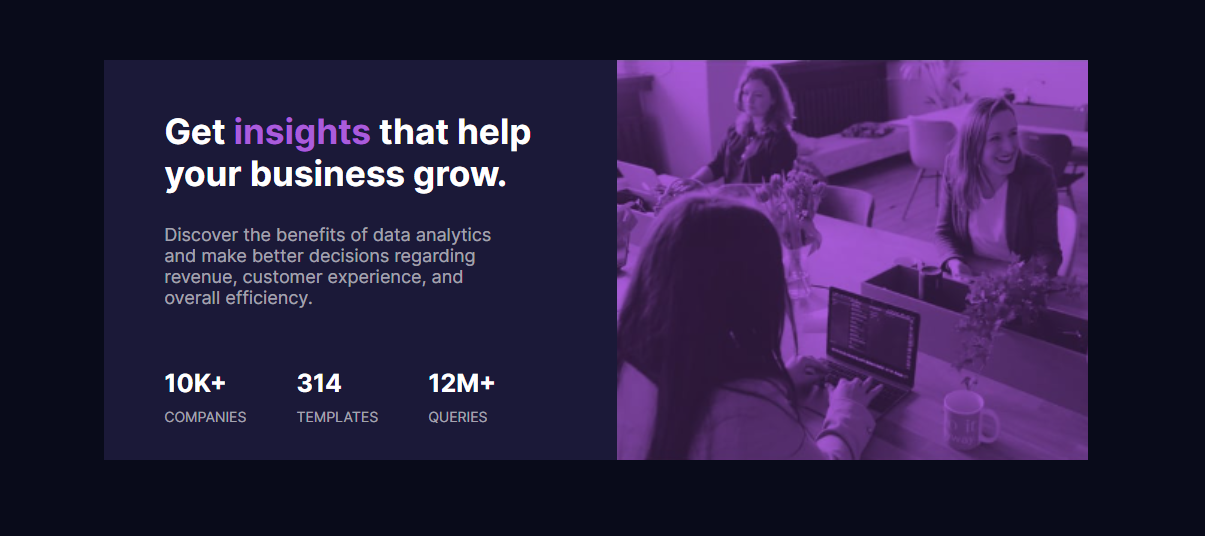 Get insights that help
your business grow.
Discover the benefits of data analytics
and make better decisions regarding
revenue, customer experience, and
overall efficiency.
10K+ 314 12M+
COMPANIES TEMPLATES QUERIES